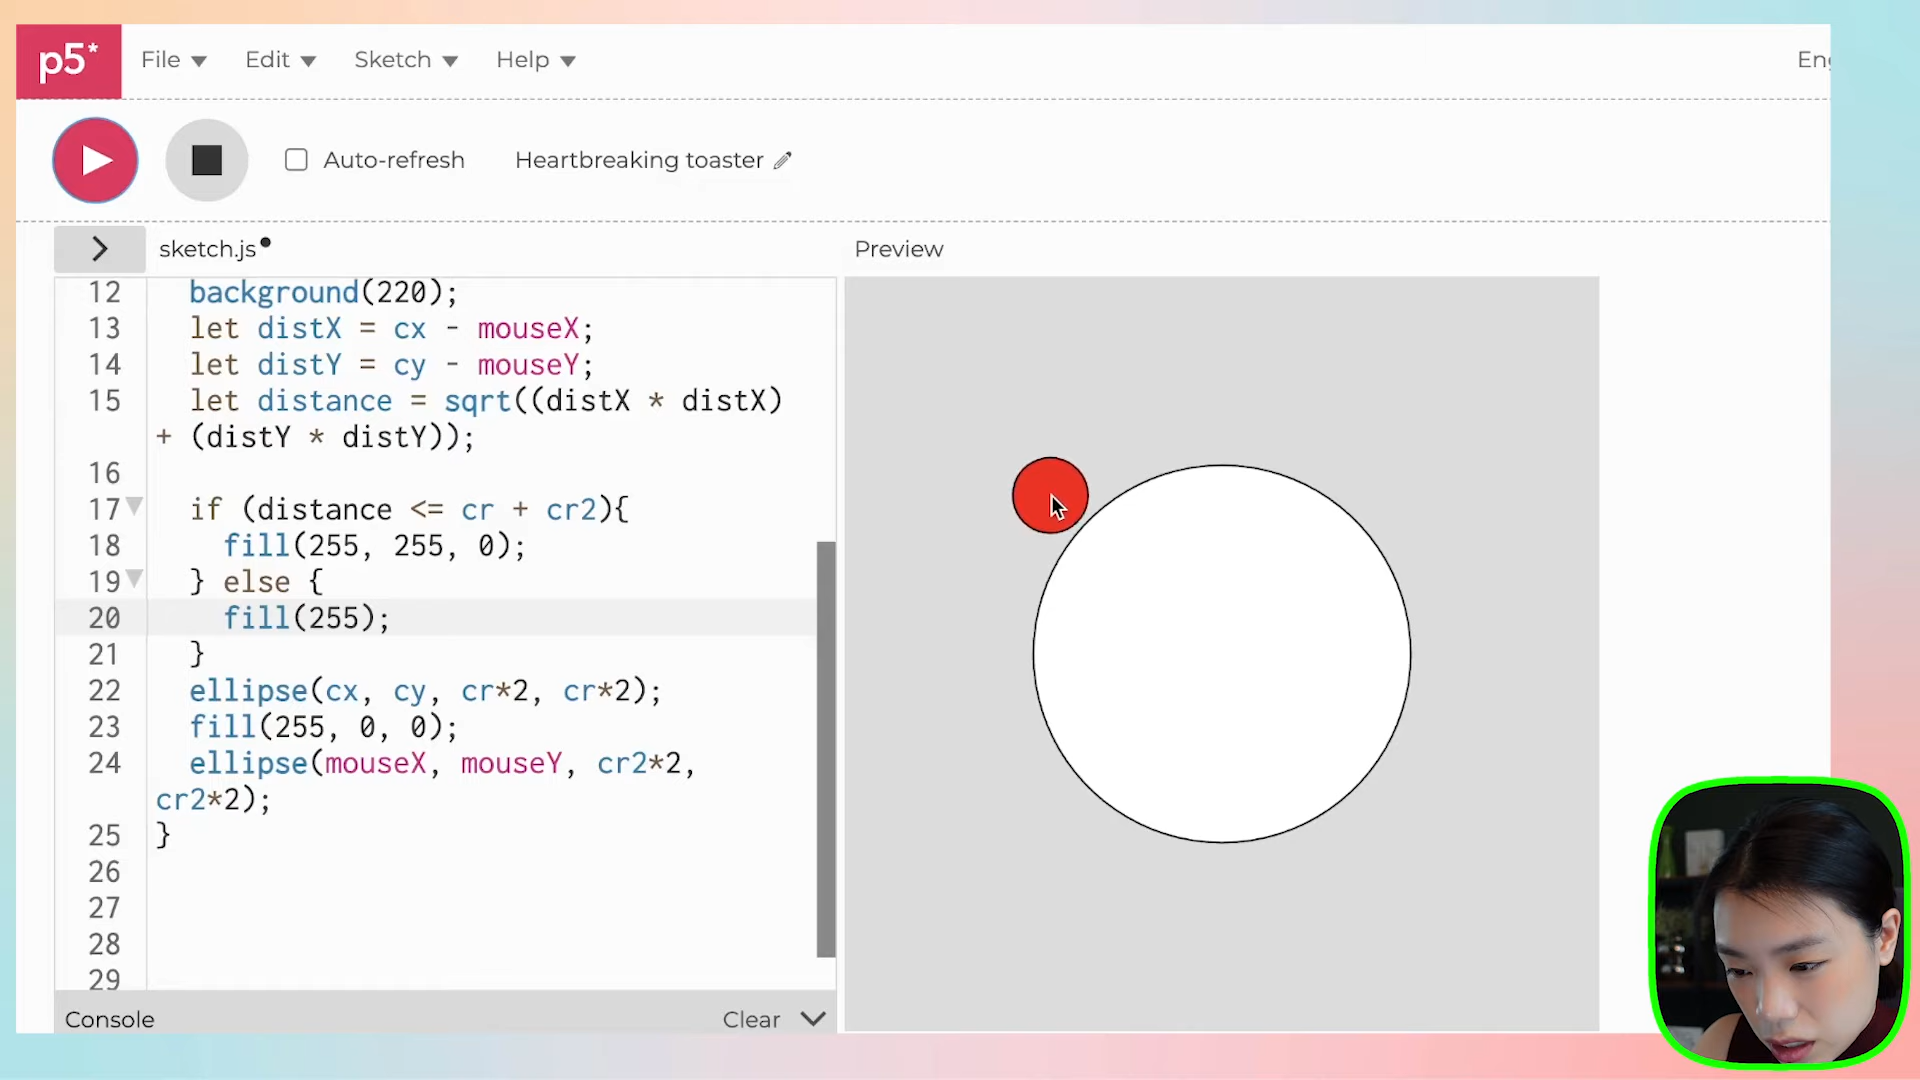 p5* File Edit Sketch Help
Auto-refresh Heartbreaking toaster
sketch.js Preview
12 background(220);
13 let distX = cx - mouseX;
14 let distY = cy - mouseY;
15 let distance = sqrt((distX * distX)
+ (distY * distY));
16
17 if (distance <= cr + cr2){
18 fill(255, 255, 0);
19 } else {
20 fill(255);
21 }
22 ellipse(cx, cy, cr*2, cr*2);
23 fill(255, 0, 0);
24 ellipse(mouseX, mouseY, cr2*2,
cr2*2);
25 }
26
27
28
29
Console Clear